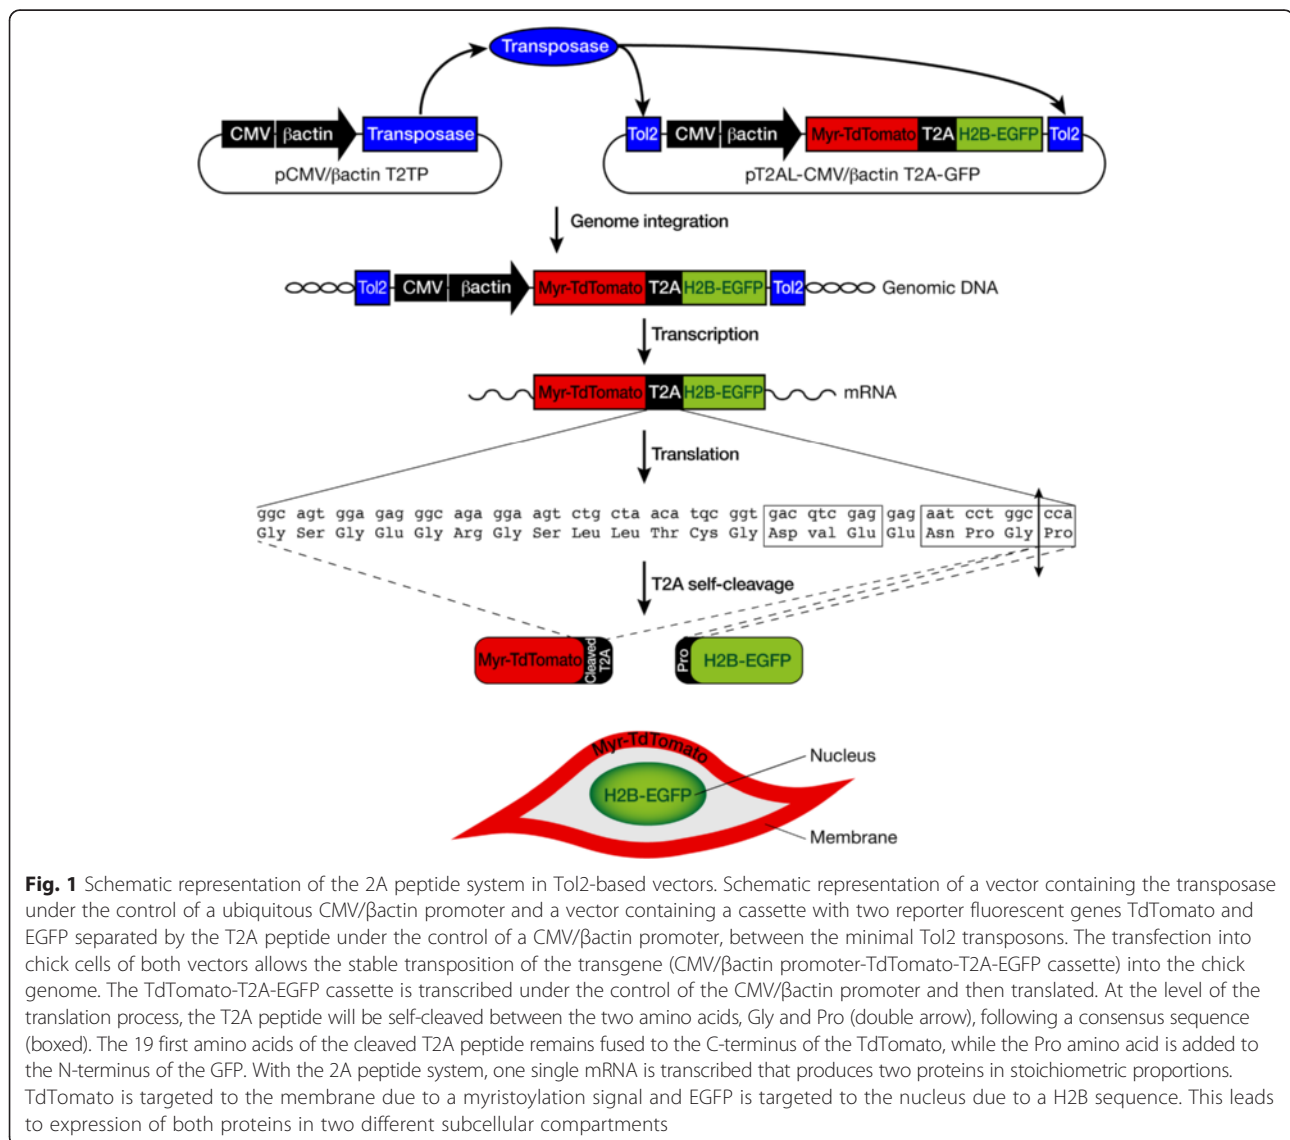 Transposase
CMV βactin Transposase
pCMV/βactin T2TP
Tol2 CMV βactin Myr-TdTomato T2A H2B-EGFP Tol2
pT2AL-CMV/βactin T2A-GFP
Genome integration
Tol2 CMV βactin Myr-TdTomato T2A H2B-EGFP Tol2 Genomic DNA
Transcription
Myr-TdTomato T2A H2B-EGFP mRNA
Translation
ggc agt gga gag ggc aga gga agt ctg cta aca tqc ggt gac qtc gag gag aat cct ggc cca
Gly Ser Gly Glu Gly Arg Gly Ser Leu Leu Thr Cys Gly Asp val Glu Glu Asn Pro Gly Pro
T2A self-cleavage
Myr-TdTomato Cleaved T2A Pro H2B-EGFP
Myr-TdTomato
Nucleus
H2B-EGFP
Membrane
Fig. 1 Schematic representation of the 2A peptide system in Tol2-based vectors. Schematic representation of a vector containing the transposase
under the control of a ubiquitous CMV/βactin promoter and a vector containing a cassette with two reporter fluorescent genes TdTomato and
EGFP separated by the T2A peptide under the control of a CMV/βactin promoter, between the minimal Tol2 transposons. The transfection into
chick cells of both vectors allows the stable transposition of the transgene (CMV/βactin promoter-TdTomato-T2A-EGFP cassette) into the chick
genome. The TdTomato-T2A-EGFP cassette is transcribed under the control of the CMV/βactin promoter and then translated. At the level of the
translation process, the T2A peptide will be self-cleaved between the two amino acids, Gly and Pro (double arrow), following a consensus sequence
(boxed). The 19 first amino acids of the cleaved T2A peptide remains fused to the C-terminus of the TdTomato, while the Pro amino acid is added to
the N-terminus of the GFP. With the 2A peptide system, one single mRNA is transcribed that produces two proteins in stoichiometric proportions.
TdTomato is targeted to the membrane due to a myristoylation signal and EGFP is targeted to the nucleus due to a H2B sequence. This leads
to expression of both proteins in two different subcellular compartments